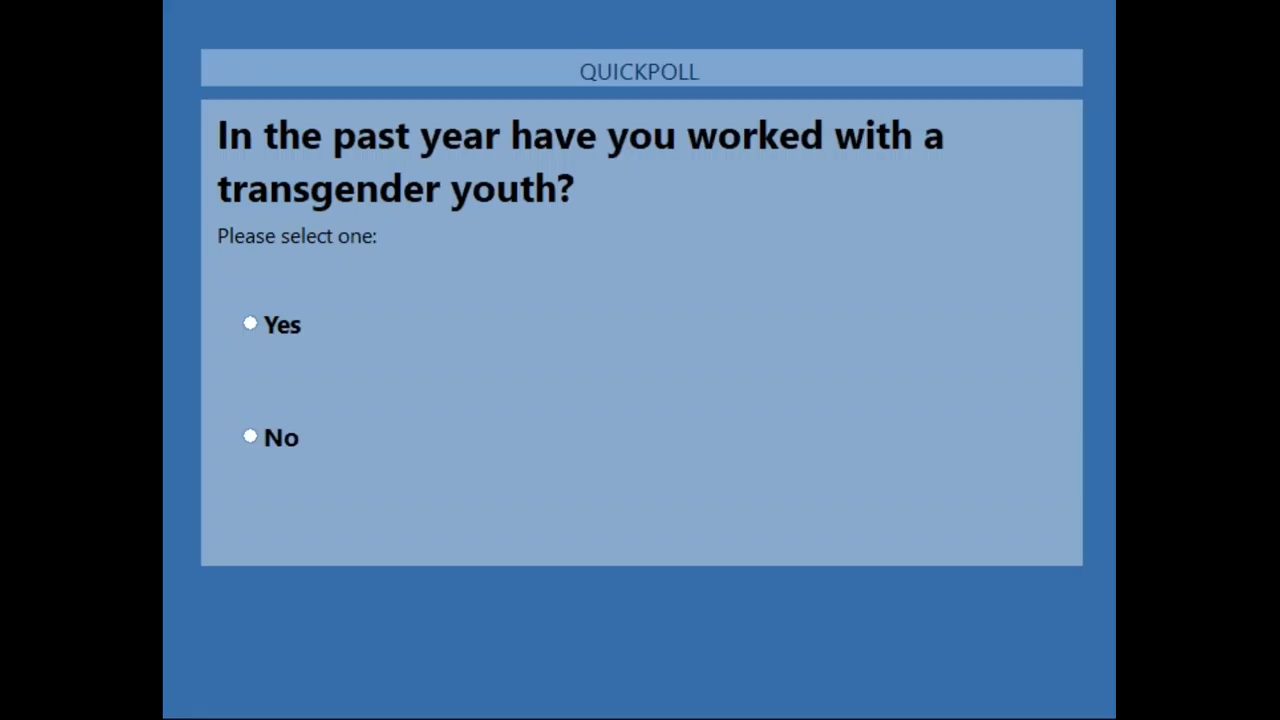 QUICKPOLL
In the past year have you worked with a
transgender youth?
Please select one:
Yes
No